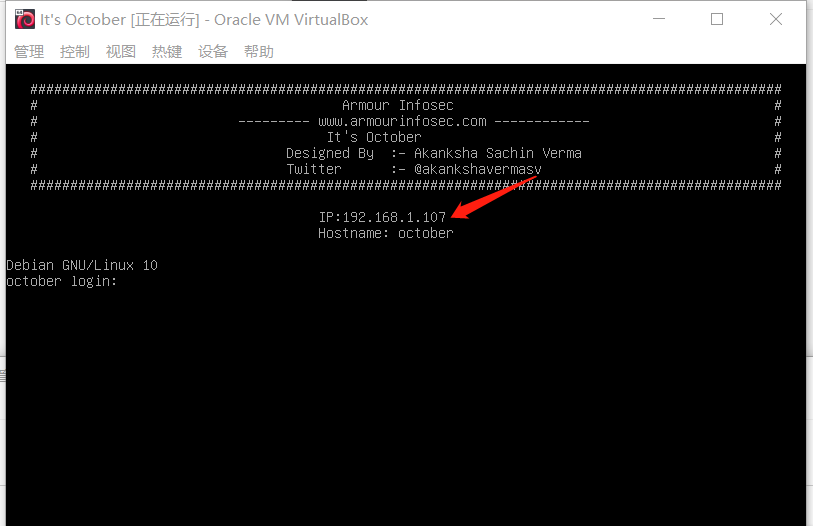 It's October [正在运行] - Oracle VM VirtualBox
管理 控制 视图 热键 设备 帮助
##############################################################################################
# Armour Infosec #
# --------- www.armourinfosec.com ------------ #
# It's October #
# Designed By :- Akanksha Sachin Verma #
# Twitter :- @akankshavermasv #
##############################################################################################
IP:192.168.1.107
Hostname: october
Debian GNU/Linux 10
october login: